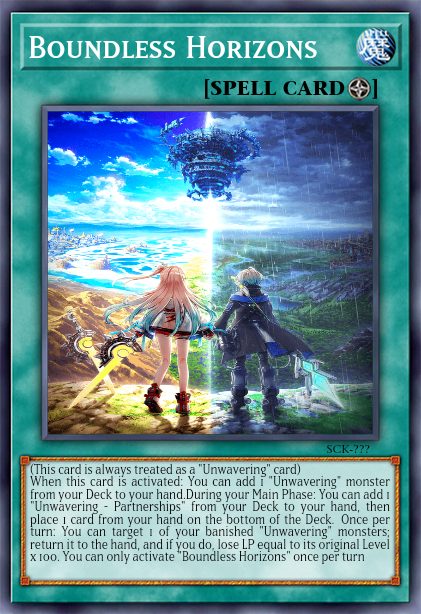 Boundless Horizons
魔
[SPELL CARD]
SCK-???
(This card is always treated as a "Unwavering" card)
When this card is activated: You can add 1 "Unwavering" monster
from your Deck to your hand.During your Main Phase: You can add 1
"Unwavering - Partnerships" from your Deck to your hand, then
place 1 card from your hand on the bottom of the Deck. Once per
turn: You can target 1 of your banished "Unwavering" monsters;
return it to the hand, and if you do, lose LP equal to its original Level
x 100. You can only activate "Boundless Horizons" once per turn